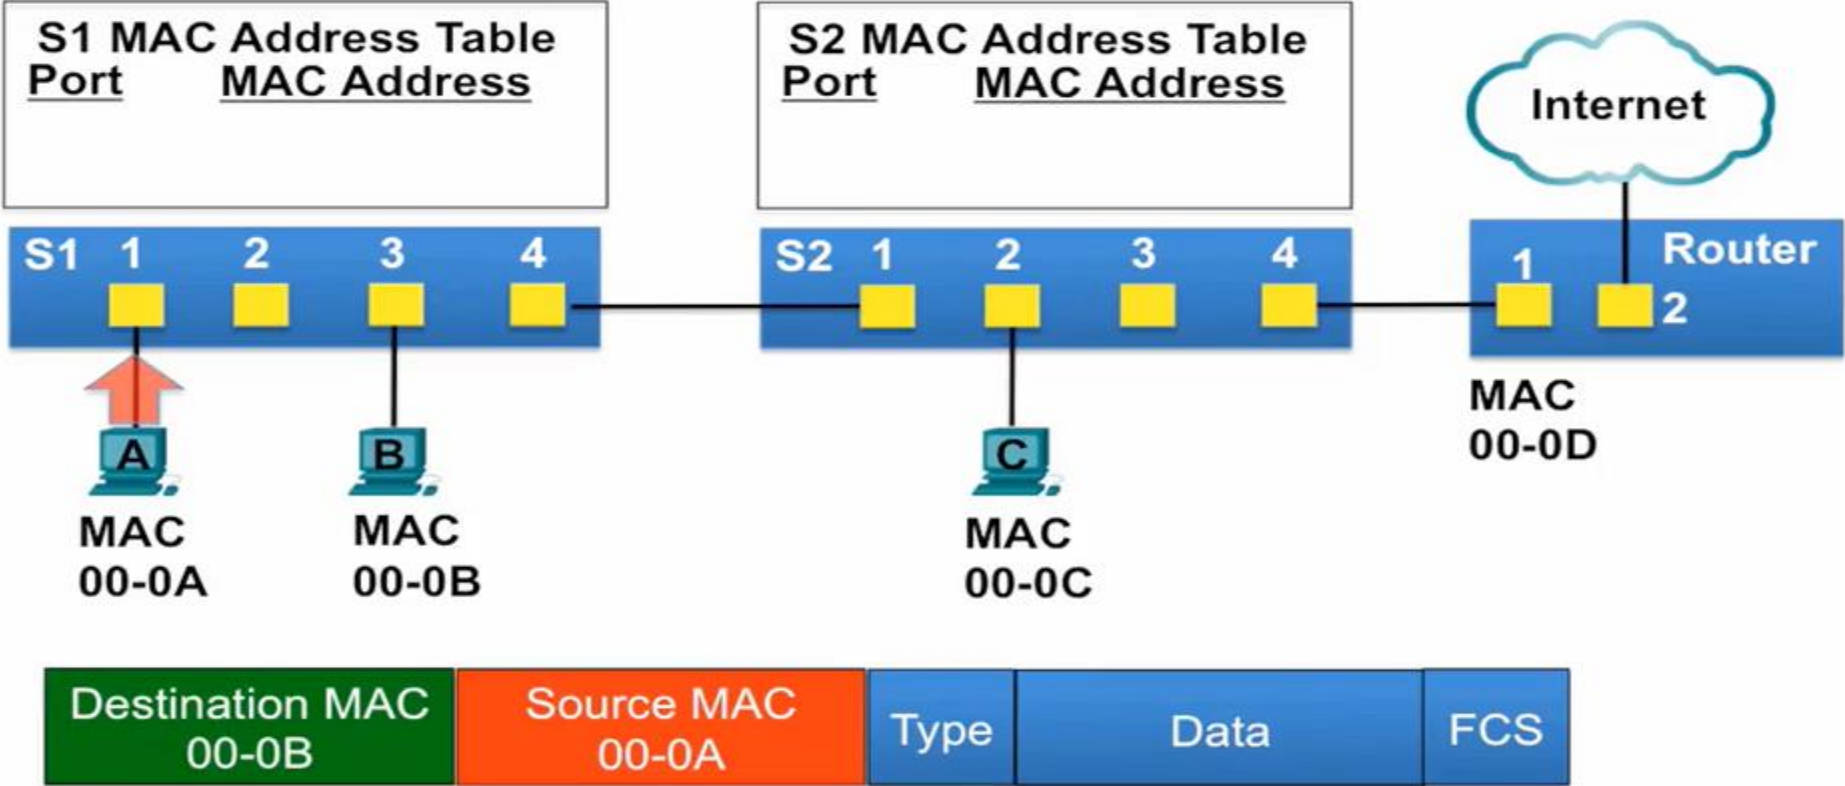 S1 MAC Address Table
Port MAC Address
S2 MAC Address Table
Port MAC Address
Internet
S1 1 2 3 4
S2 1 2 3 4
1 Router
2
A
B
C
MAC
00-0A
MAC
00-0B
MAC
00-0C
MAC
00-0D
Destination MAC
00-0B
Source MAC
00-0A
Type
Data
FCS